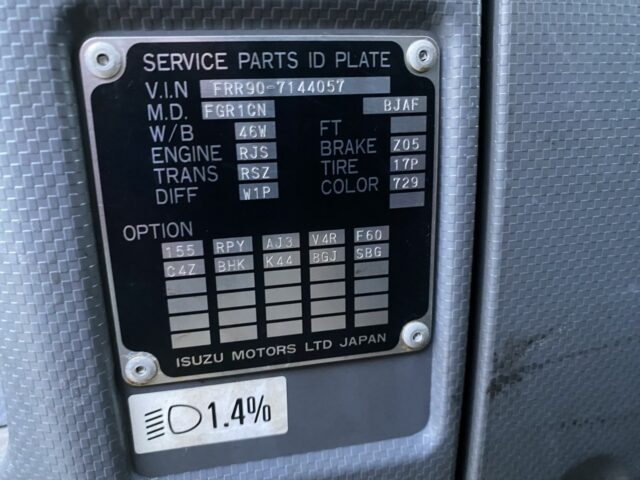 SERVICE PARTS ID PLATE
V.I.N FRR90-7144057
M.D. FGR1CN BJAF
W/B 46W FT
ENGINE RJS BRAKE Z05
TRANS RSZ TIRE 17P
DIFF W1P COLOR 729
OPTION
155 RPY AJ3 V4R F60
C4Z BHK K44 BGJ SBG
ISUZU MOTORS LTD JAPAN
1.4%